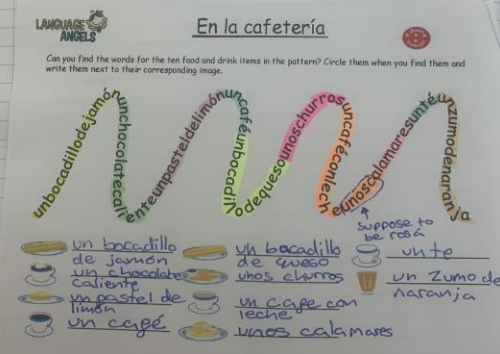 LANGUAGE
ANGELS
En la cafetería
Can you find the words for the ten food and drink items in the pattern? Circle them when you find them and
write them next to their corresponding image.
unbocadillodejamónunchocolatecalienteunpasteldelimónuncaféunbocadillodequesounoschurrosuncaféconlecheunoscalamaresuntéunzumodenaranja
suppose to
be rosá
un bocadillo
de jamón
un chocolate
caliente
un pastel de
limón
un cagé
un bocadillo
de queso
unos churros
un cage con
leche
unos calamares
un te
un zumo de
naranja